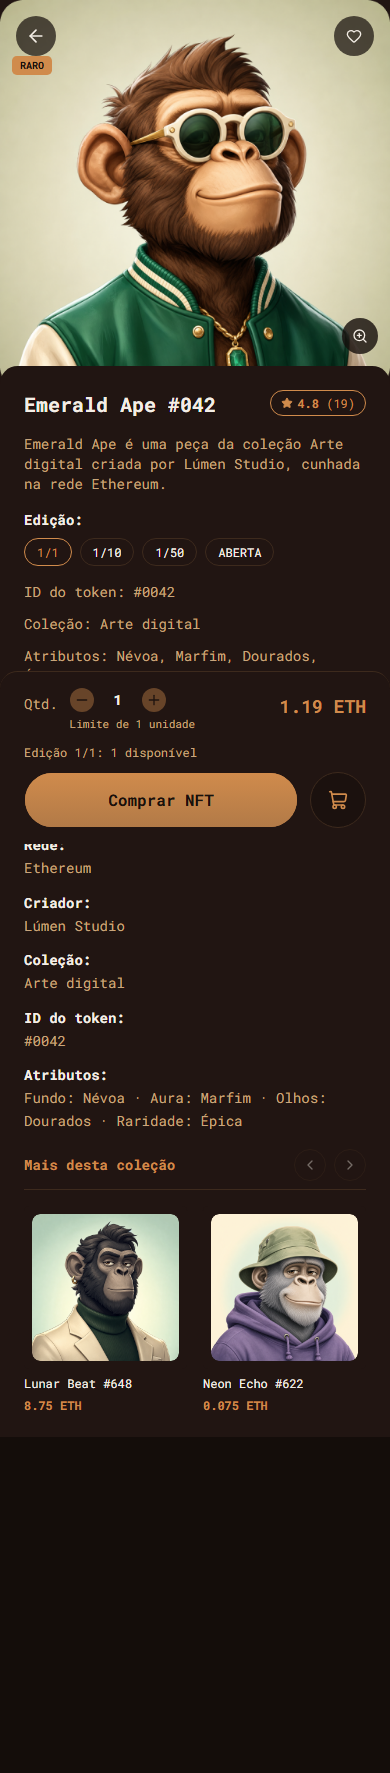 RARO
Emerald Ape #042
4.8 (19)
Emerald Ape é uma peça da coleção Arte
digital criada por Lúmen Studio, cunhada
na rede Ethereum.
Edição:
1/1
1/10
1/50
ABERTA
ID do token: #0042
Coleção: Arte digital
Atributos: Névoa, Marfim, Dourados,
Qtd.
1
Limite de 1 unidade
1.19 ETH
Edição 1/1: 1 disponível
Comprar NFT
Rede:
Ethereum
Criador:
Lúmen Studio
Coleção:
Arte digital
ID do token:
#0042
Atributos:
Fundo: Névoa · Aura: Marfim · Olhos:
Dourados · Raridade: Épica
Mais desta coleção
Lunar Beat #648
8.75 ETH
Neon Echo #622
0.075 ETH